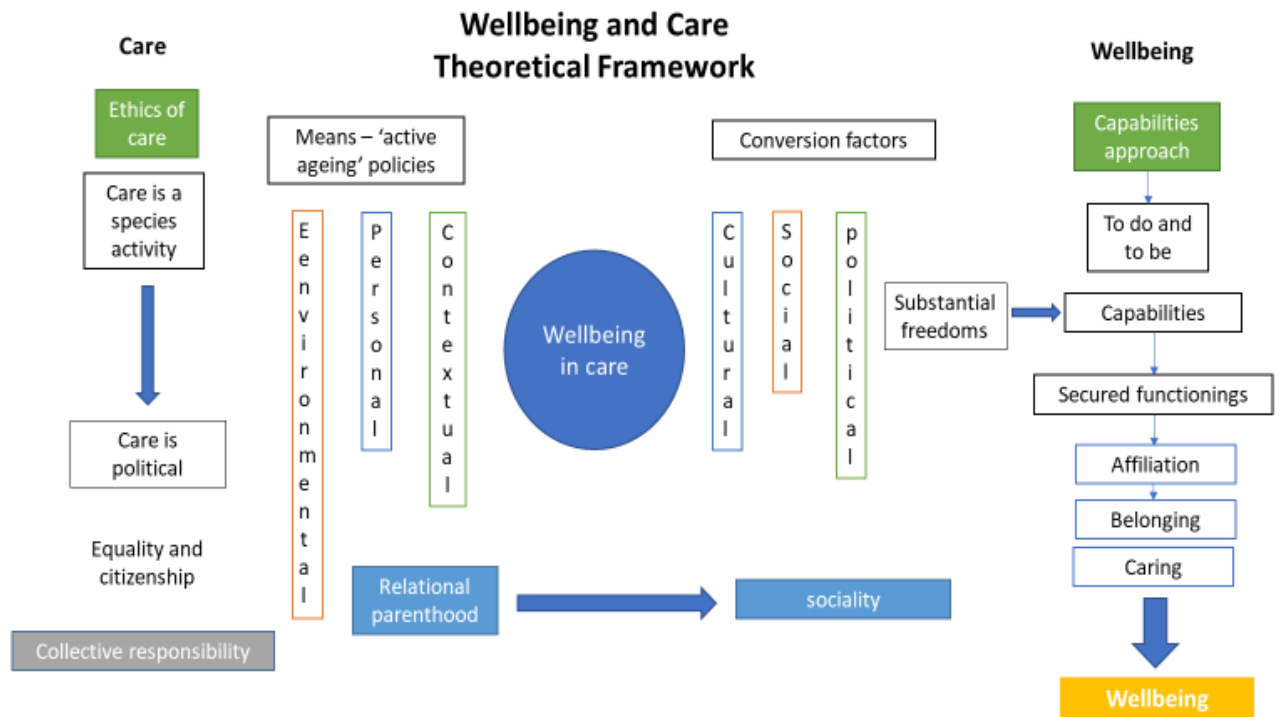 Wellbeing and Care
Theoretical Framework
Care
Ethics of
care
Care is a
species
activity
Care is
political
Equality and
citizenship
Collective responsibility
Means – ‘active
ageing’ policies
Eenvironmental
Personal
Contextual
Wellbeing
in care
Conversion factors
Cultural
Social
political
Relational
parenthood
sociality
Wellbeing
Capabilities
approach
To do and
to be
Substantial
freedoms
Capabilities
Secured functionings
Affiliation
Belonging
Caring
Wellbeing